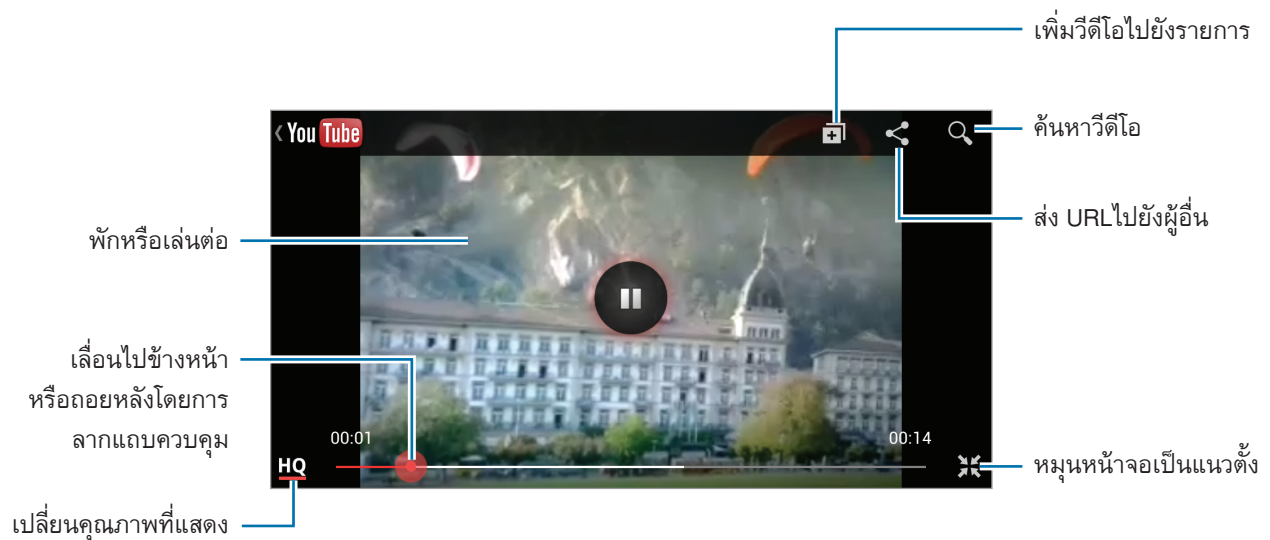 เพิ่มวีดีโอไปยังรายการ
You Tube
ค้นหาวีดีโอ
ส่ง URLไปยังผู้อื่น
พักหรือเล่นต่อ
เลื่อนไปข้างหน้า
หรือถอยหลังโดยการ
ลากแถบควบคุม
00:01
00:14
HQ
หมุนหน้าจอเป็นแนวตั้ง
เปลี่ยนคุณภาพที่แสดง